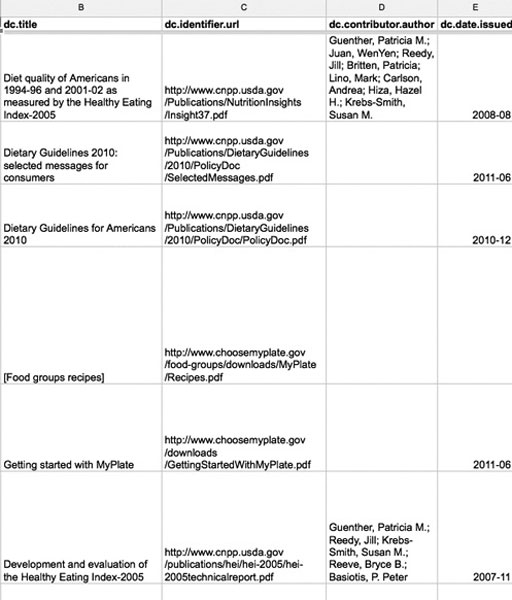 B C D E
dc.title dc.identifier.url dc.contributor.author dc.date.issued
Diet quality of Americans in
1994-96 and 2001-02 as
measured by the Healthy Eating
Index-2005
http://www.cnpp.usda.gov
/Publications/NutritionInsights
/Insight37.pdf
Guenther, Patricia M.;
Juan, WenYen; Reedy,
Jill; Britten, Patricia;
Lino, Mark; Carlson,
Andrea; Hiza, Hazel
H.; Krebs-Smith,
Susan M.
2008-08
Dietary Guidelines 2010:
selected messages for
consumers
http://www.cnpp.usda.gov
/Publications/DietaryGuidelines
/2010/PolicyDoc
/SelectedMessages.pdf
2011-06
Dietary Guidelines for Americans
2010
http://www.cnpp.usda.gov
/Publications/DietaryGuidelines
/2010/PolicyDoc/PolicyDoc.pdf
2010-12
[Food groups recipes]
http://www.choosemyplate.gov
/food-groups/downloads/MyPlate
/Recipes.pdf
Getting started with MyPlate
http://www.choosemyplate.gov
/downloads
/GettingStartedWithMyPlate.pdf
2011-06
Development and evaluation of
the Healthy Eating Index-2005
http://www.cnpp.usda.gov
/publications/hei/hei-2005/hei-
2005technicalreport.pdf
Guenther, Patricia M.;
Reedy, Jill; Krebs-
Smith, Susan M.;
Reeve, Bryce B.;
Basiotis, P. Peter
2007-11